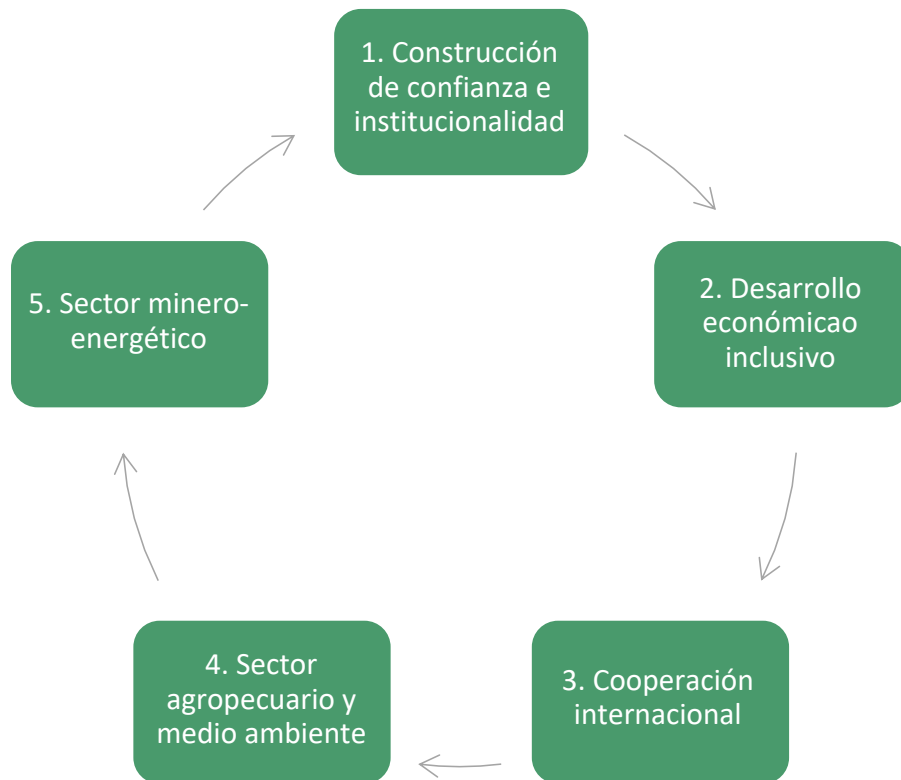 1. Construcción
de confianza e
institucionalidad
2. Desarrollo
económicao
inclusivo
3. Cooperación
internacional
4. Sector
agropecuario y
medio ambiente
5. Sector minero-
energético